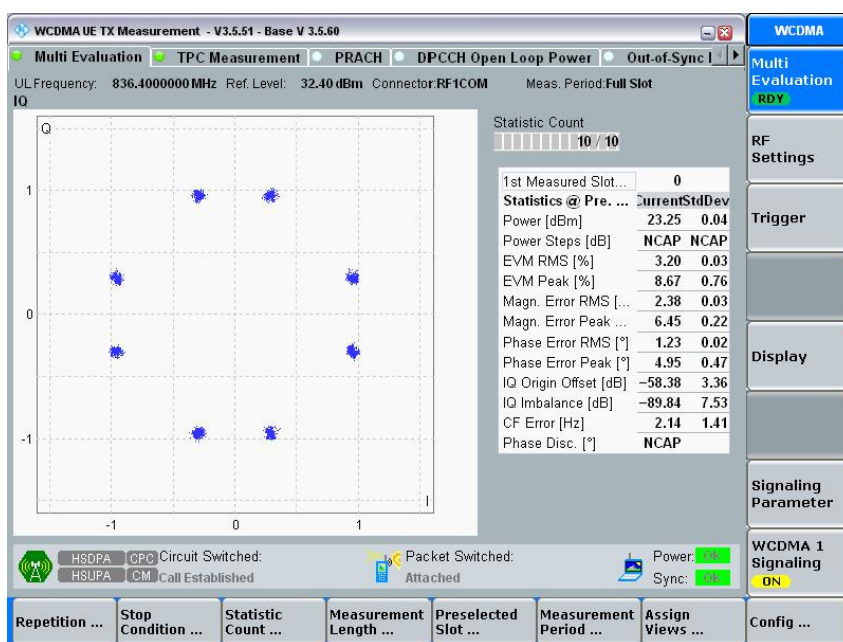 WCDMA UE TX Measurement - V3.5.51 - Base V 3.5.60
WCDMA
Multi Evaluation TPC Measurement PRACH DPCCH Open Loop Power Out-of-Sync
UL Frequency: 836.4000000 MHz Ref. Level: 32.40 dBm Connector:RF1COM Meas. Period:Full Slot
IQ
Q
1
0
-1
-1 0 1
I
Statistic Count
10 / 10
1st Measured Slot... 0
Statistics @ Pre. ... Current StdDev
Power [dBm] 23.25 0.04
Power Steps [dB] NCAP NCAP
EVM RMS [%] 3.20 0.03
EVM Peak [%] 8.67 0.76
Magn. Error RMS [... 2.38 0.03
Magn. Error Peak ... 6.45 0.22
Phase Error RMS [°] 1.23 0.02
Phase Error Peak [°] 4.95 0.47
IQ Origin Offset [dB] −58.38 3.36
IQ Imbalance [dB] −89.84 7.53
CF Error [Hz] 2.14 1.41
Phase Disc. [°] NCAP
Multi
Evaluation
RDY
RF
Settings
Trigger
Display
Signaling
Parameter
WCDMA 1
Signaling
ON
HSDPA CPC Circuit Switched: Packet Switched: Power: OK
HSUPA CM Call Established Attached Sync: OK
Repetition ...
Stop
Condition ...
Statistic
Count ...
Measurement
Length ...
Preselected
Slot ...
Measurement
Period ...
Assign
Views ...
Config ...